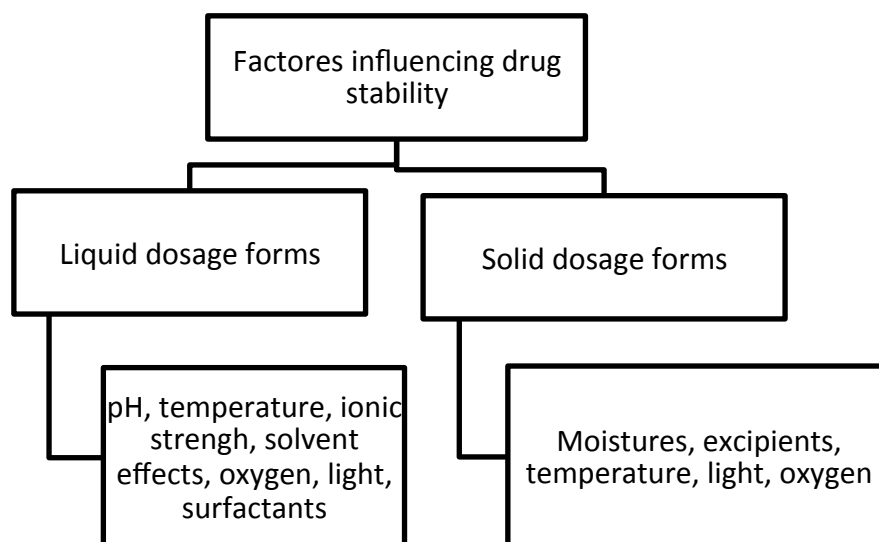 Factores influencing drug
stability
Liquid dosage forms
Solid dosage forms
pH, temperature, ionic
strengh, solvent
effects, oxygen, light,
surfactants
Moistures, excipients,
temperature, light, oxygen